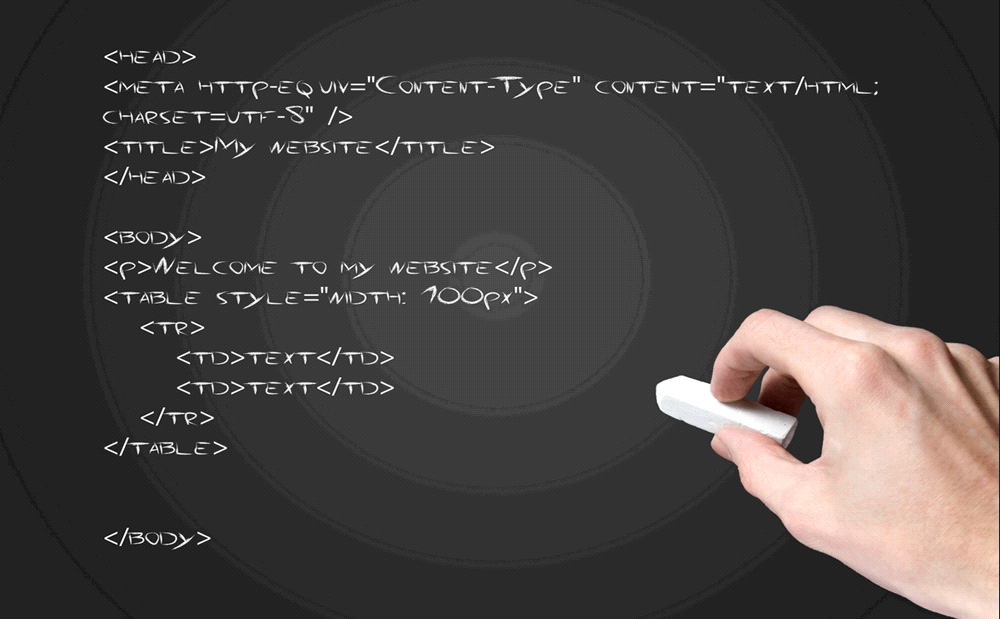 <head>
<meta http-equiv="Content-Type" content="text/html;
charset=utf-8" />
<title>My website</title>
</head>
<body>
<p>Welcome to my website</p>
<table style="width: 100px">
<tr>
<td>text</td>
<td>text</td>
</tr>
</table>
</body>